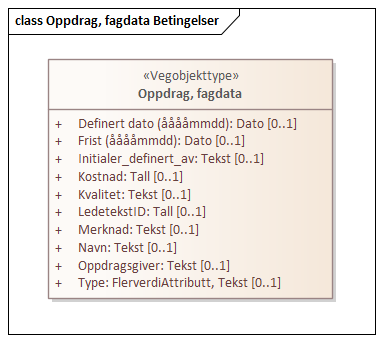 class Oppdrag, fagdata Betingelser
«Vegobjekttype»
Oppdrag, fagdata
+ Definert dato (ååååmmdd): Dato [0..1]
+ Frist (ååååmmdd): Dato [0..1]
+ Initialer_definert_av: Tekst [0..1]
+ Kostnad: Tall [0..1]
+ Kvalitet: Tekst [0..1]
+ LedetekstID: Tall [0..1]
+ Merknad: Tekst [0..1]
+ Navn: Tekst [0..1]
+ Oppdragsgiver: Tekst [0..1]
+ Type: FlerverdiAttributt, Tekst [0..1]